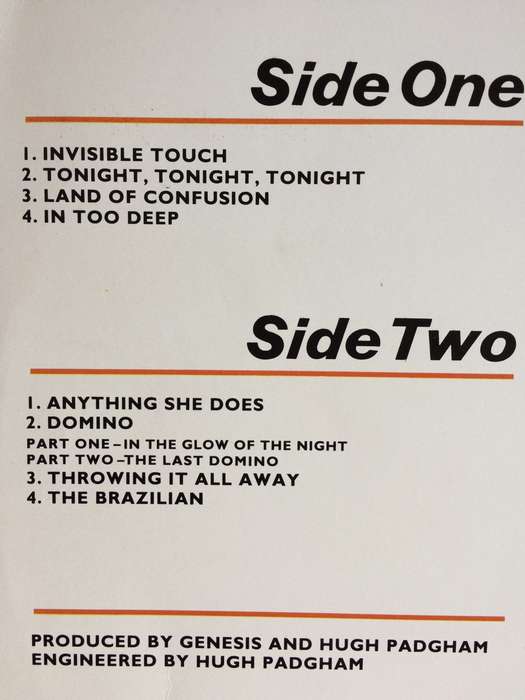 Side One
1. INVISIBLE TOUCH
2. TONIGHT, TONIGHT, TONIGHT
3. LAND OF CONFUSION
4. IN TOO DEEP
Side Two
1. ANYTHING SHE DOES
2. DOMINO
PART ONE–IN THE GLOW OF THE NIGHT
PART TWO–THE LAST DOMINO
3. THROWING IT ALL AWAY
4. THE BRAZILIAN
PRODUCED BY GENESIS AND HUGH PADGHAM
ENGINEERED BY HUGH PADGHAM